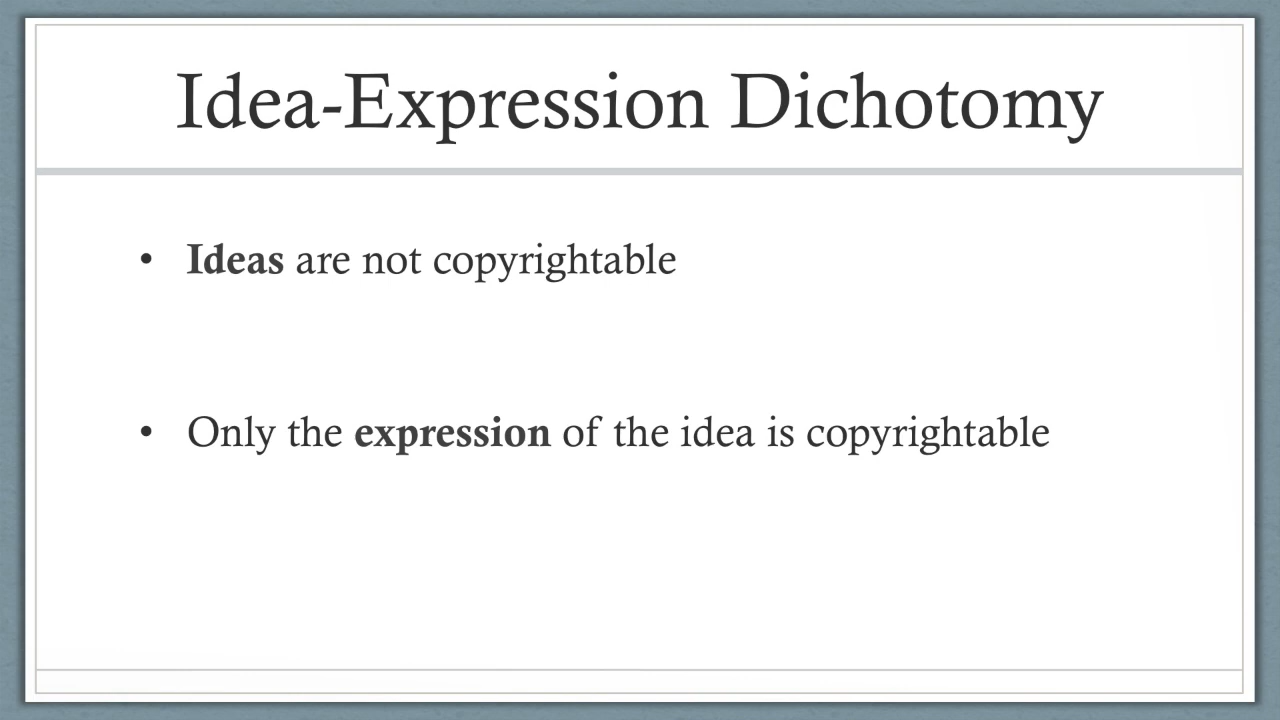 Idea-Expression Dichotomy
• Ideas are not copyrightable
• Only the expression of the idea is copyrightable